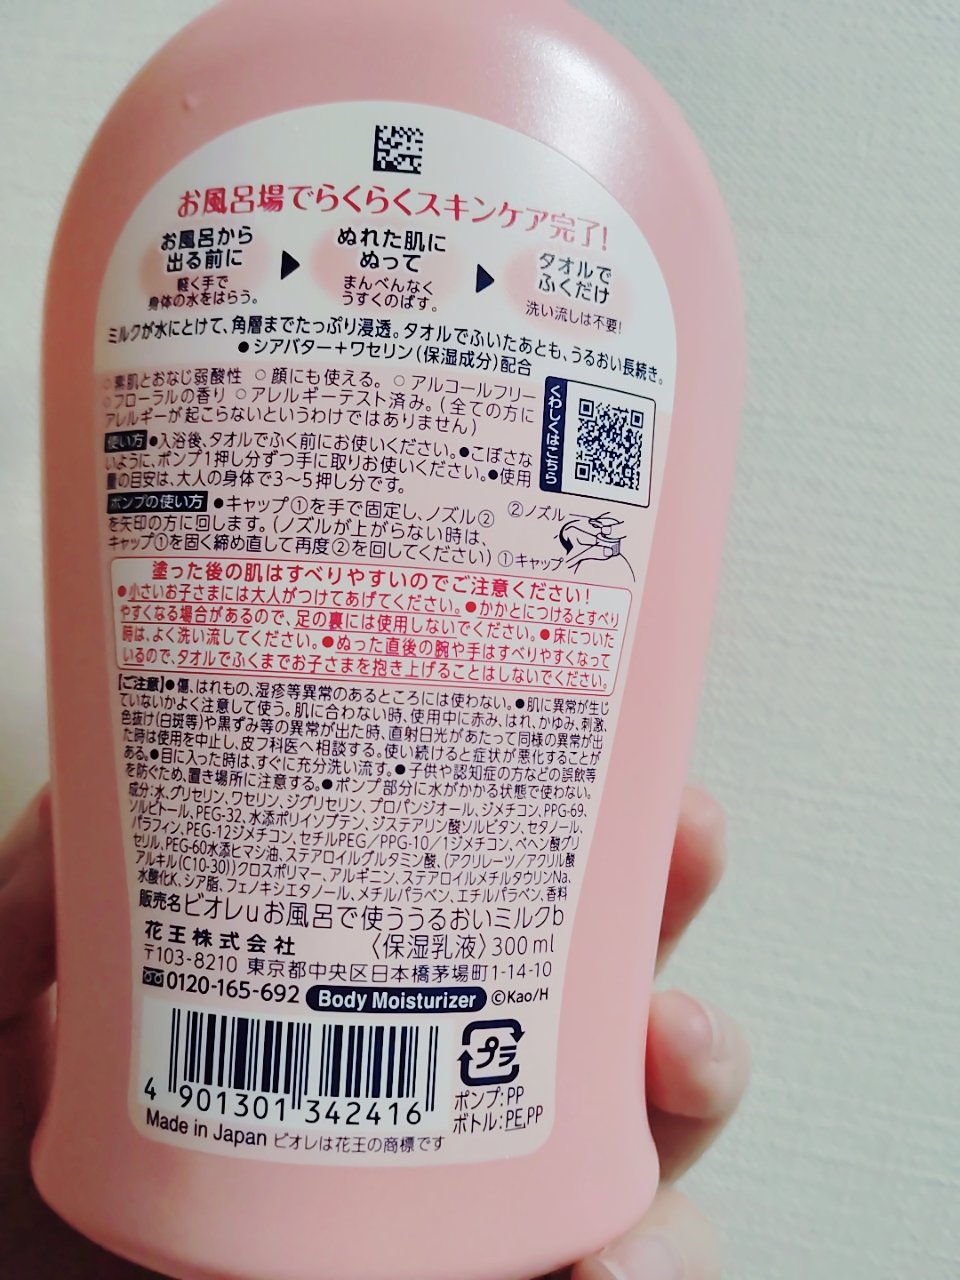 お風呂場でらくらくスキンケア完了!
お風呂から
出る前に
軽く手で
身体の水をはらう。
ぬれた肌に
ぬって
まんべんなく
うすくのばす。
タオルで
ふくだけ
洗い流しは不要!
ミルクが水にとけて、角層までたっぷり浸透。タオルでふいたあとも、うるおい長続き。
●シアバター+ワセリン(保湿成分)配合
○素肌とおなじ弱酸性 ○顔にも使える。 ○アルコールフリー
○フローラルの香り ○アレルギーテスト済み。(全ての方に
アレルギーが起こらないというわけではありません)
くわしくはこちら
使い方 ●入浴後、タオルでふく前にお使いください。●こぼさな
いように、ポンプ1押し分ずつ手に取りお使いください。●使用
量の目安は、大人の身体で3〜5押し分です。
ポンプの使い方 ●キャップ①を手で固定し、ノズル②
を矢印の方に回します。(ノズルが上がらない時は、
キャップ①を固く締め直して再度②を回してください)
②ノズル
①キャップ
塗った後の肌はすべりやすいのでご注意ください!
●小さいお子さまには大人がつけてあげてください。●かかとにつけるとすべり
やすくなる場合があるので、足の裏には使用しないでください。●床についた
時は、よく洗い流してください。●ぬった直後の腕や手はすべりやすくなって
いるので、タオルでふくまでお子さまを抱き上げることはしないでください。
【ご注意】●傷、はれもの、湿疹等異常のあるところには使わない。●肌に異常が生じ
ていないかよく注意して使う。肌に合わない時、使用中に赤み、はれ、かゆみ、刺激、
色抜け(白斑等)や黒ずみ等の異常が出た時、直射日光があたって同様の異常が出
た時は使用を中止し、皮フ科医へ相談する。使い続けると症状が悪化することが
ある。●目に入った時は、すぐに充分洗い流す。●子供や認知症の方などの誤飲等
を防ぐため、置き場所に注意する。●ポンプ部分に水がかかる状態で使わない。
成分:水、グリセリン、ワセリン、ジグリセリン、プロパンジオール、ジメチコン、PPG-69、
ソルビトール、PEG-32、水添ポリイソブテン、ジステアリン酸ソルビタン、セタノール、
パラフィン、PEG-12ジメチコン、セチルPEG/PPG-10/1ジメチコン、ベヘン酸グリ
セリル、PEG-60水添ヒマシ油、ステアロイルグルタミン酸、(アクリレーツ/アクリル酸
アルキル(C10-30))クロスポリマー、アルギニン、ステアロイルメチルタウリンNa、
水酸化K、シア脂、フェノキシエタノール、メチルパラベン、エチルパラベン、香料
販売名ビオレuお風呂で使ううるおいミルクb
花王株式会社 〈保湿乳液〉300ml
〒103-8210 東京都中央区日本橋茅場町1-14-10
0120-165-692 Body Moisturizer ©Kao/H
プラ
ポンプ:PP
ボトル:PE,PP
4 901301 342416
Made in Japan ビオレは花王の商標です